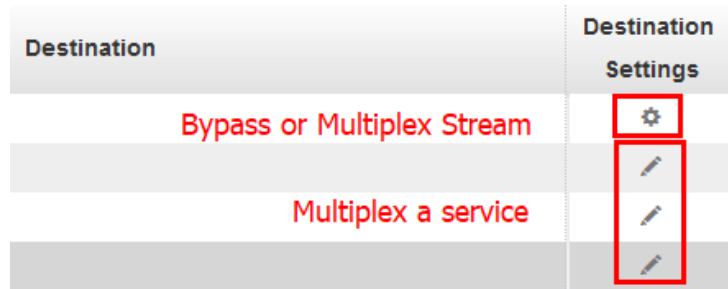 Destination
Destination
Settings
Bypass or Multiplex Stream
Multiplex a service